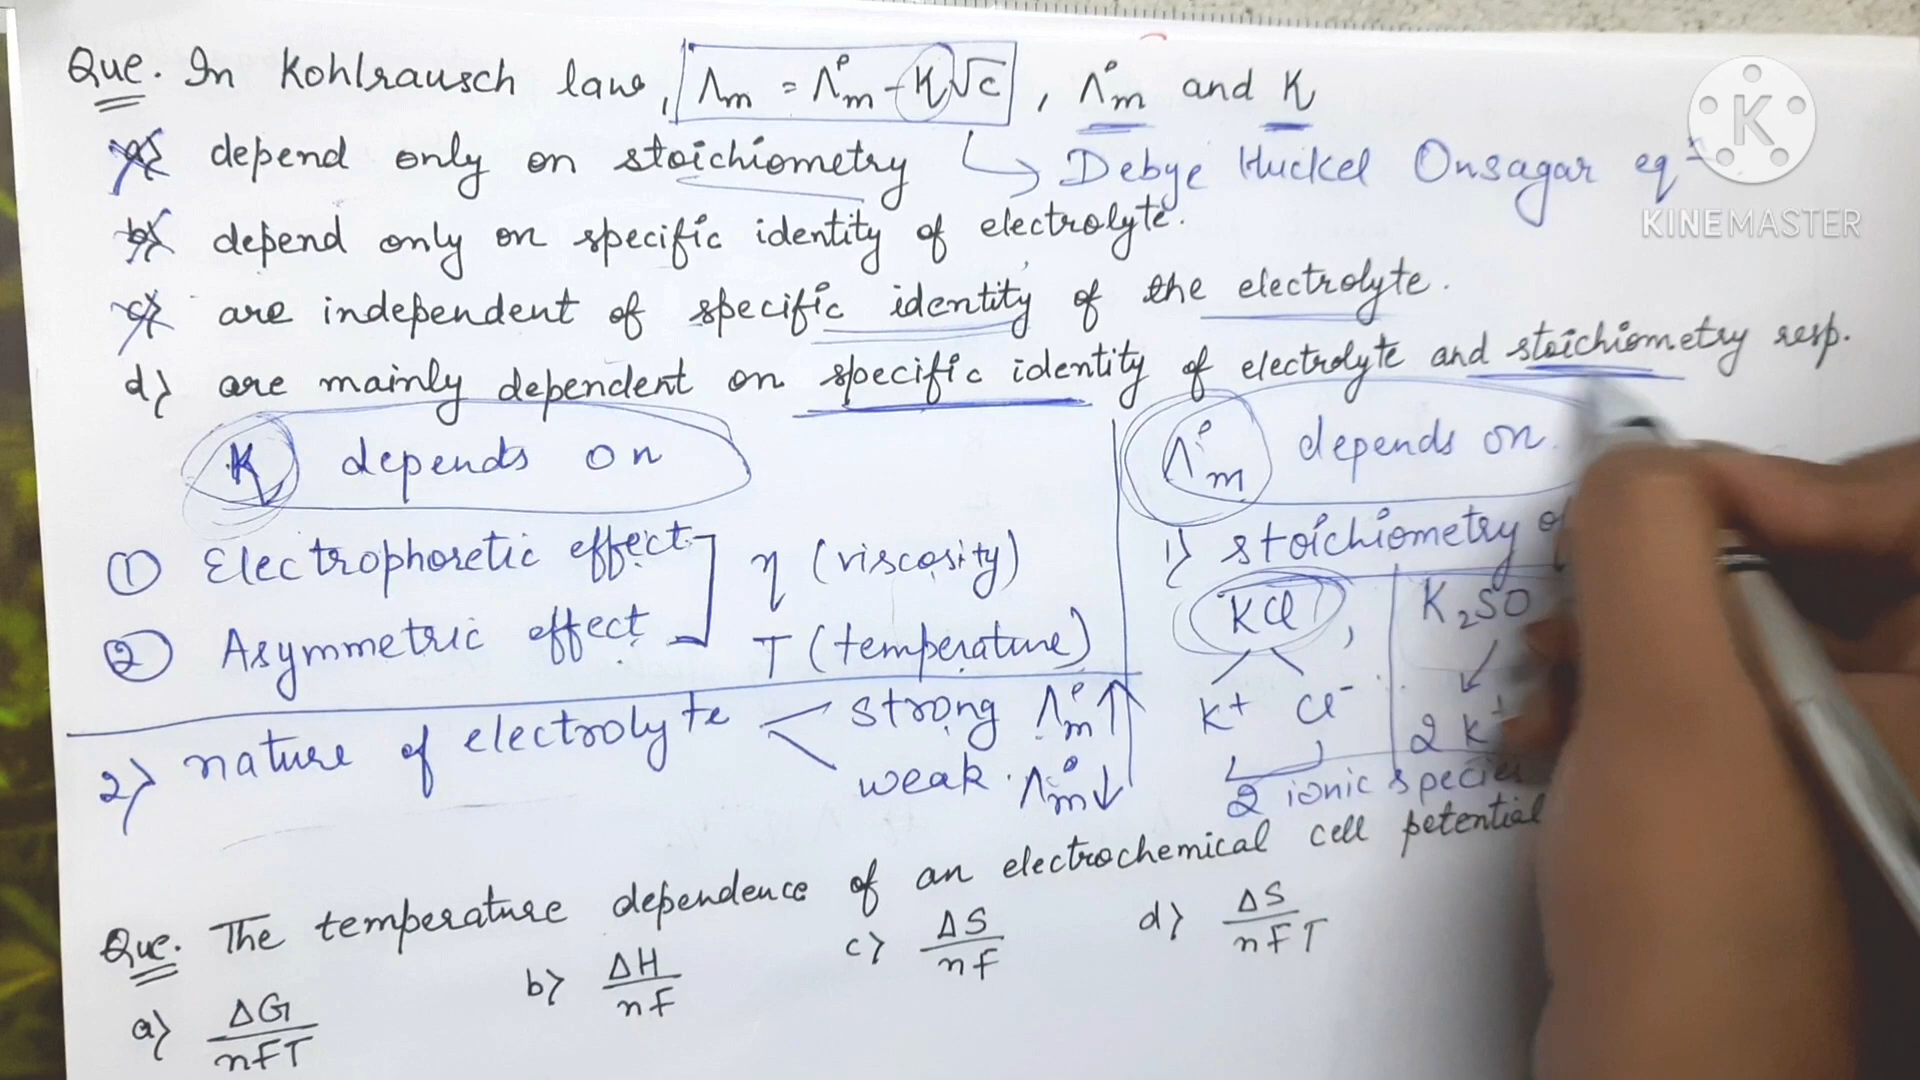 Que. In Kohlrausch law, Λm = Λ°m - K√c , Λ°m and K
a) depend only on stoichiometry
Debye Huckel Onsagar eqⁿ
b) depend only on specific identity of electrolyte.
c) are independent of specific identity of the electrolyte.
d) are mainly dependent on specific identity of electrolyte and stoichiometry resp.
K depends on
① Electrophoretic effect
② Asymmetric effect
η (viscosity)
T (temperature)
Λ°m depends on
1) stoichiometry
KCl ,
K⁺ Cl⁻
2 ionic species
K₂SO
2 K⁺
2) nature of electrolyte
strong Λ°m ↑
weak. Λ°m ↓
Que. The temperature dependence of an electrochemical cell potential
a) ΔG/nFT
b) ΔH/nF
c) ΔS/nF
d) ΔS/nFT
K
KINEMASTER